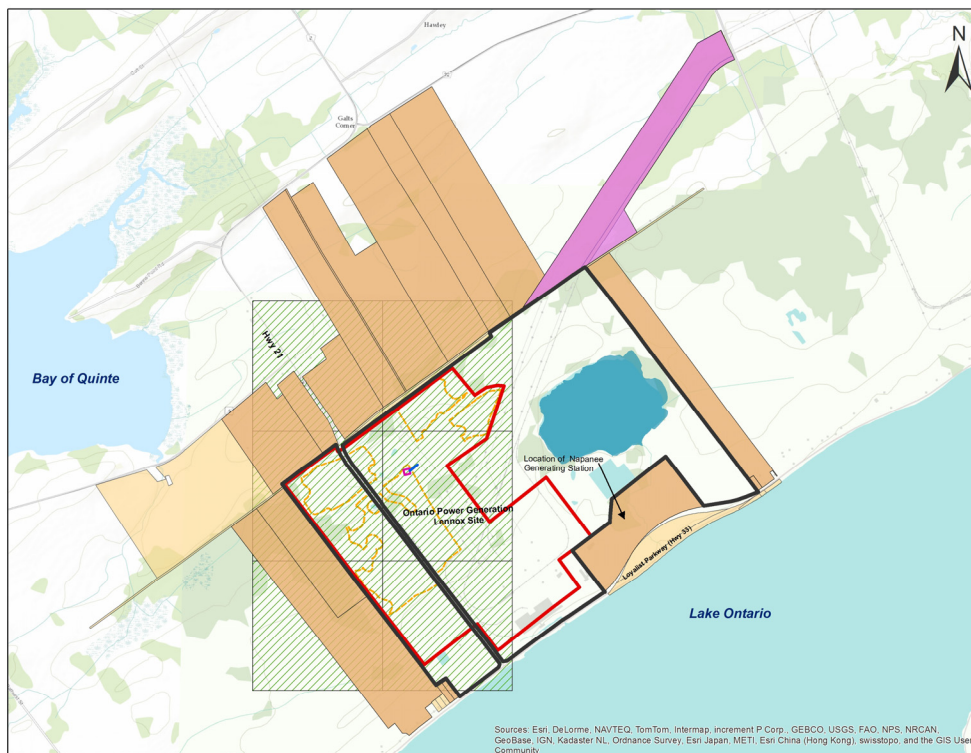 Hawley
N
Galts
Corner
Hwy 21
Bay of Quinte
Location of Napanee
Generating Station
Ontario Power Generation
Lennox Site
Loyalist Parkway (Hwy 33)
Lake Ontario
Sources: Esri, DeLorme, NAVTEQ, TomTom, Intermap, increment P Corp., GEBCO, USGS, FAO, NPS, NRCAN,
GeoBase, IGN, Kadaster NL, Ordnance Survey, Esri Japan, METI, Esri China (Hong Kong), swisstopo, and the GIS User
Community